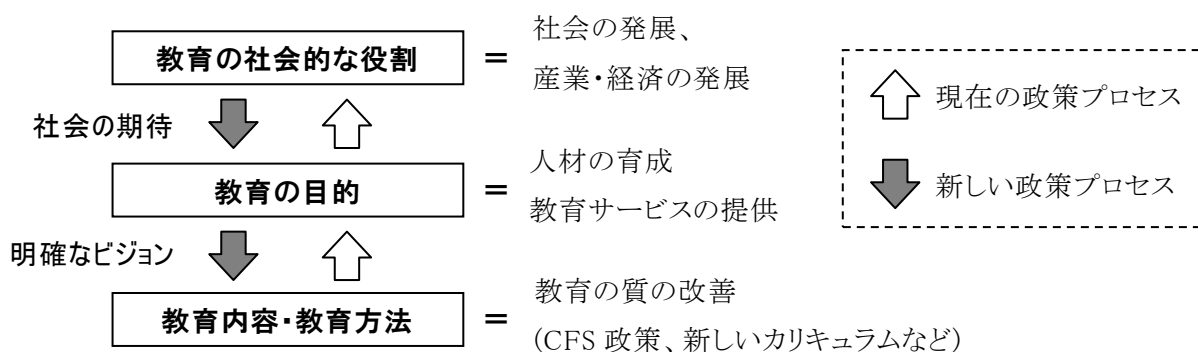 教育の社会的な役割
=
社会の発展、
産業・経済の発展
社会の期待
教育の目的
=
人材の育成
教育サービスの提供
明確なビジョン
教育内容・教育方法
=
教育の質の改善
(CFS 政策、新しいカリキュラムなど)
現在の政策プロセス
新しい政策プロセス